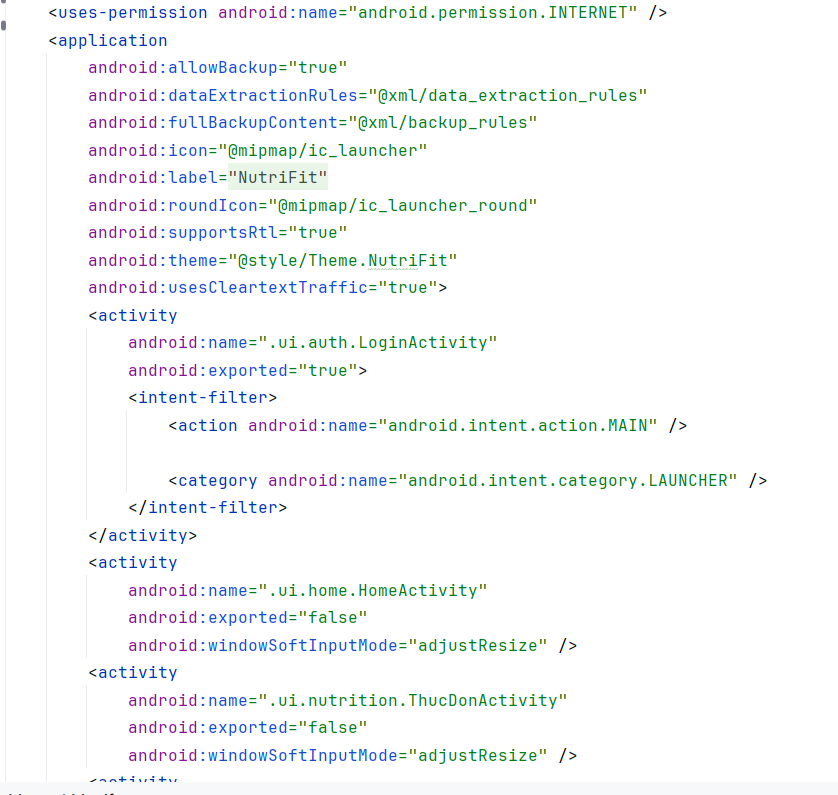 <uses-permission android:name="android.permission.INTERNET" />
<application
android:allowBackup="true"
android:dataExtractionRules="@xml/data_extraction_rules"
android:fullBackupContent="@xml/backup_rules"
android:icon="@mipmap/ic_launcher"
android:label="NutriFit"
android:roundIcon="@mipmap/ic_launcher_round"
android:supportsRtl="true"
android:theme="@style/Theme.NutriFit"
android:usesCleartextTraffic="true">
<activity
android:name=".ui.auth.LoginActivity"
android:exported="true">
<intent-filter>
<action android:name="android.intent.action.MAIN" />
<category android:name="android.intent.category.LAUNCHER" />
</intent-filter>
</activity>
<activity
android:name=".ui.home.HomeActivity"
android:exported="false"
android:windowSoftInputMode="adjustResize" />
<activity
android:name=".ui.nutrition.ThucDonActivity"
android:exported="false"
android:windowSoftInputMode="adjustResize" />
<activity